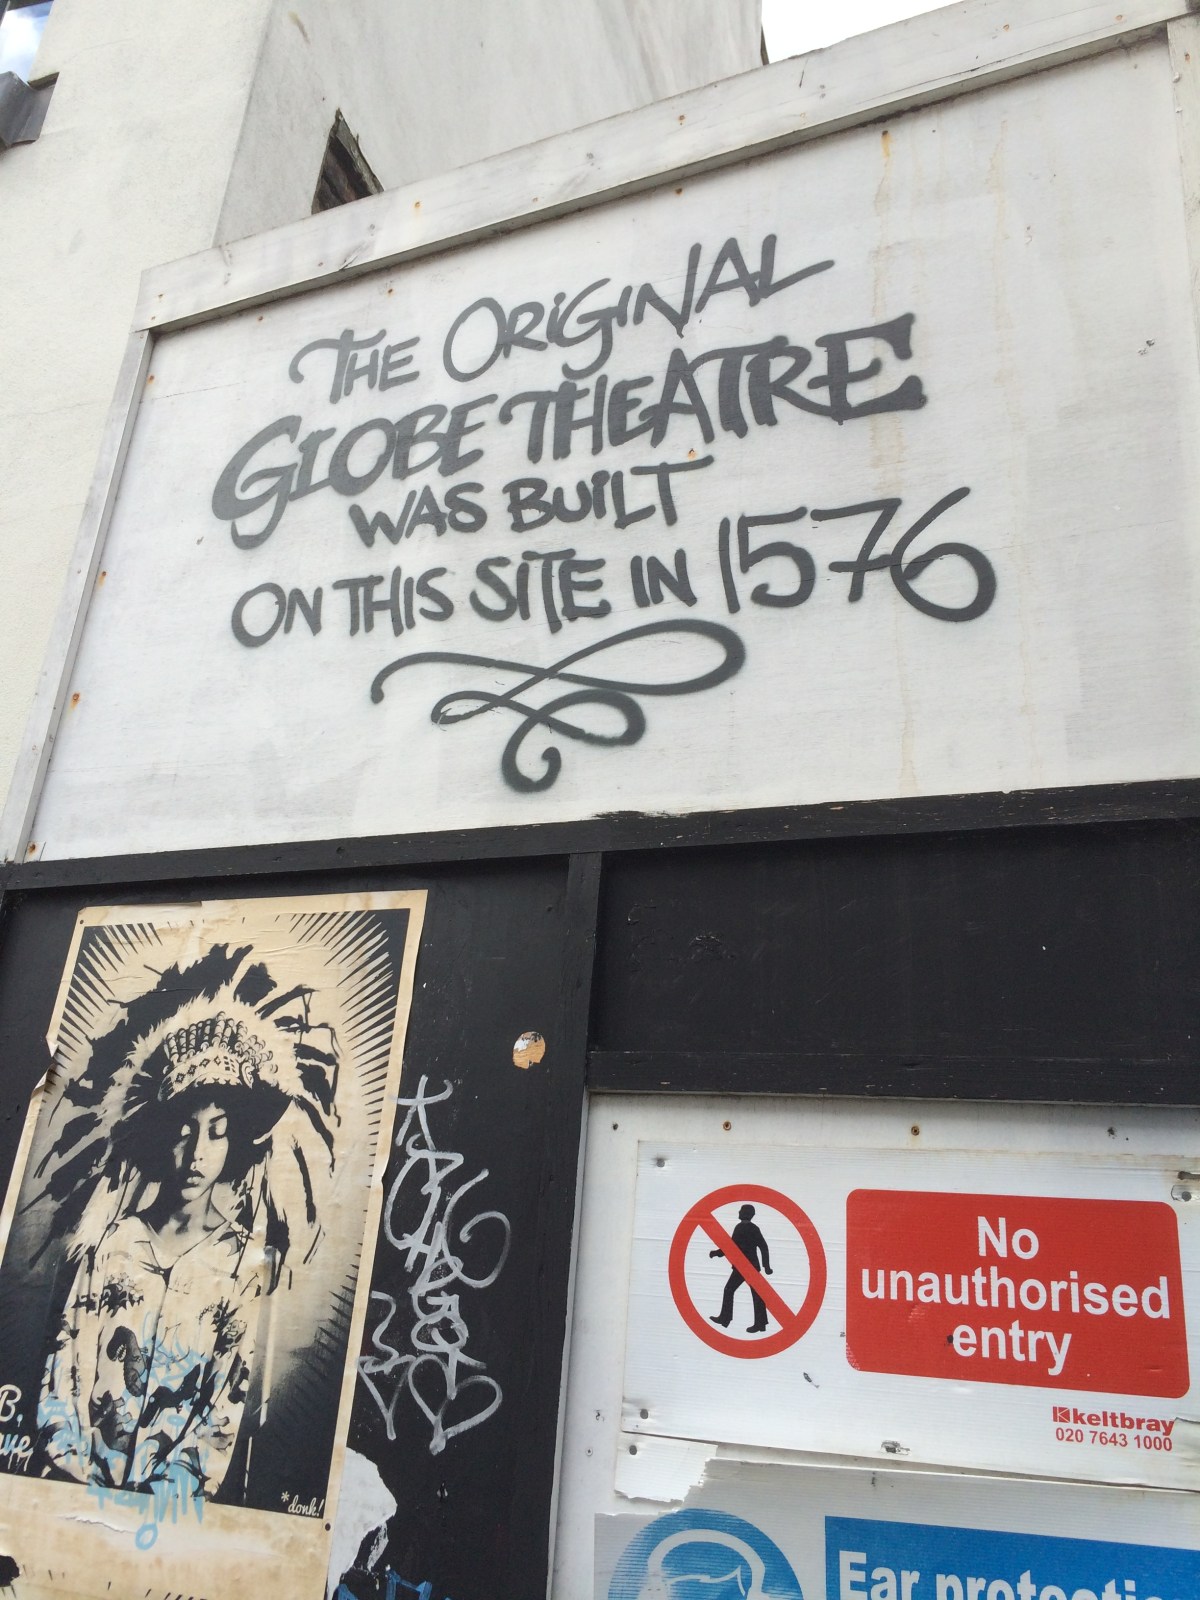 THE ORIGINAL
GLOBE THEATRE
WAS BUILT
ON THIS SITE IN 1576
No
unauthorised
entry
keltbray
020 7643 1000
B.
*donk!
Ear